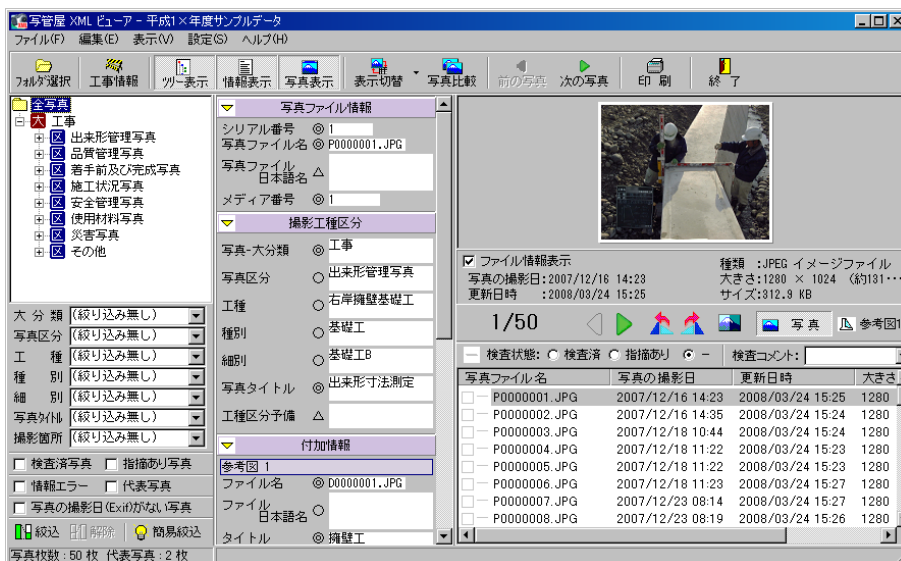 写管屋 XML ビューア - 平成1×年度サンプルデータ
ファイル(F) 編集(E) 表示(V) 設定(S) ヘルプ(H)
フォルダ選択 工事情報 ツリー表示 情報表示 写真表示 表示切替 写真比較 前の写真 次の写真 印 刷 終 了
全写真
大 工事
区 出来形管理写真
区 品質管理写真
区 着手前及び完成写真
区 施工状況写真
区 安全管理写真
区 使用材料写真
区 災害写真
区 その他
大 分 類 (絞り込み無し)
写真区分 (絞り込み無し)
工 種 (絞り込み無し)
種 別 (絞り込み無し)
細 別 (絞り込み無し)
写真タイトル (絞り込み無し)
撮影箇所 (絞り込み無し)
検査済写真 指摘あり写真
情報エラー 代表写真
写真の撮影日(Exif)がない写真
絞込 解除 簡易絞込
写真枚数:50 枚 代表写真:2 枚
写真ファイル情報
シリアル番号 ◎ 1
写真ファイル名 ◎ P0000001.JPG
写真ファイル
日本語名 △
メディア番号 ◎ 1
撮影工種区分
写真-大分類 ◎ 工事
写真区分 ○ 出来形管理写真
工種 ○ 右岸擁壁基礎工
種別 ○ 基礎工
細別 ○ 基礎工B
写真タイトル ◎ 出来形寸法測定
工種区分予備 △
付加情報
参考図 1
ファイル名 ◎ D0000001.JPG
ファイル
日本語名 ○
タイトル ◎ 擁壁工
ファイル情報表示
写真の撮影日:2007/12/16 14:23
更新日時 :2008/03/24 15:25
種類 :JPEG イメージファイル
大きさ:1280 × 1024 (約131…
サイズ:312.9 KB
1/50 写 真 参考図1
検査状態: 検査済 指摘あり - 検査コメント:
写真ファイル名 写真の撮影日 更新日時 大きさ
P0000001.JPG 2007/12/16 14:23 2008/03/24 15:25 1280
P0000002.JPG 2007/12/16 14:35 2008/03/24 15:24 1280
P0000003.JPG 2007/12/18 10:44 2008/03/24 15:24 1280
P0000004.JPG 2007/12/18 11:22 2008/03/24 15:23 1280
P0000005.JPG 2007/12/18 11:22 2008/03/24 15:23 1280
P0000006.JPG 2007/12/18 11:23 2008/03/24 15:27 1280
P0000007.JPG 2007/12/23 08:14 2008/03/24 15:27 1280
P0000008.JPG 2007/12/23 08:19 2008/03/24 15:26 1280